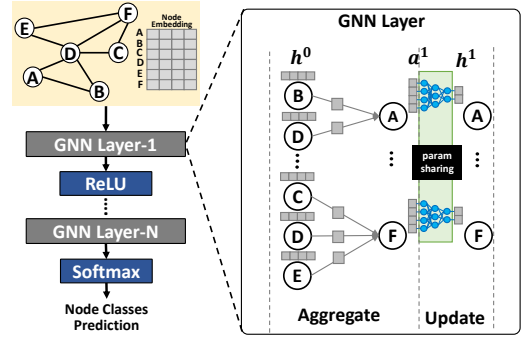 Node
Embedding
A
B
C
D
E
F
E
F
D
C
A
B
GNN Layer-1
ReLU
GNN Layer-N
Softmax
Node Classes
Prediction
GNN Layer
h⁰
a¹
h¹
B
D
A
A
param
sharing
C
D
E
F
F
Aggregate
Update